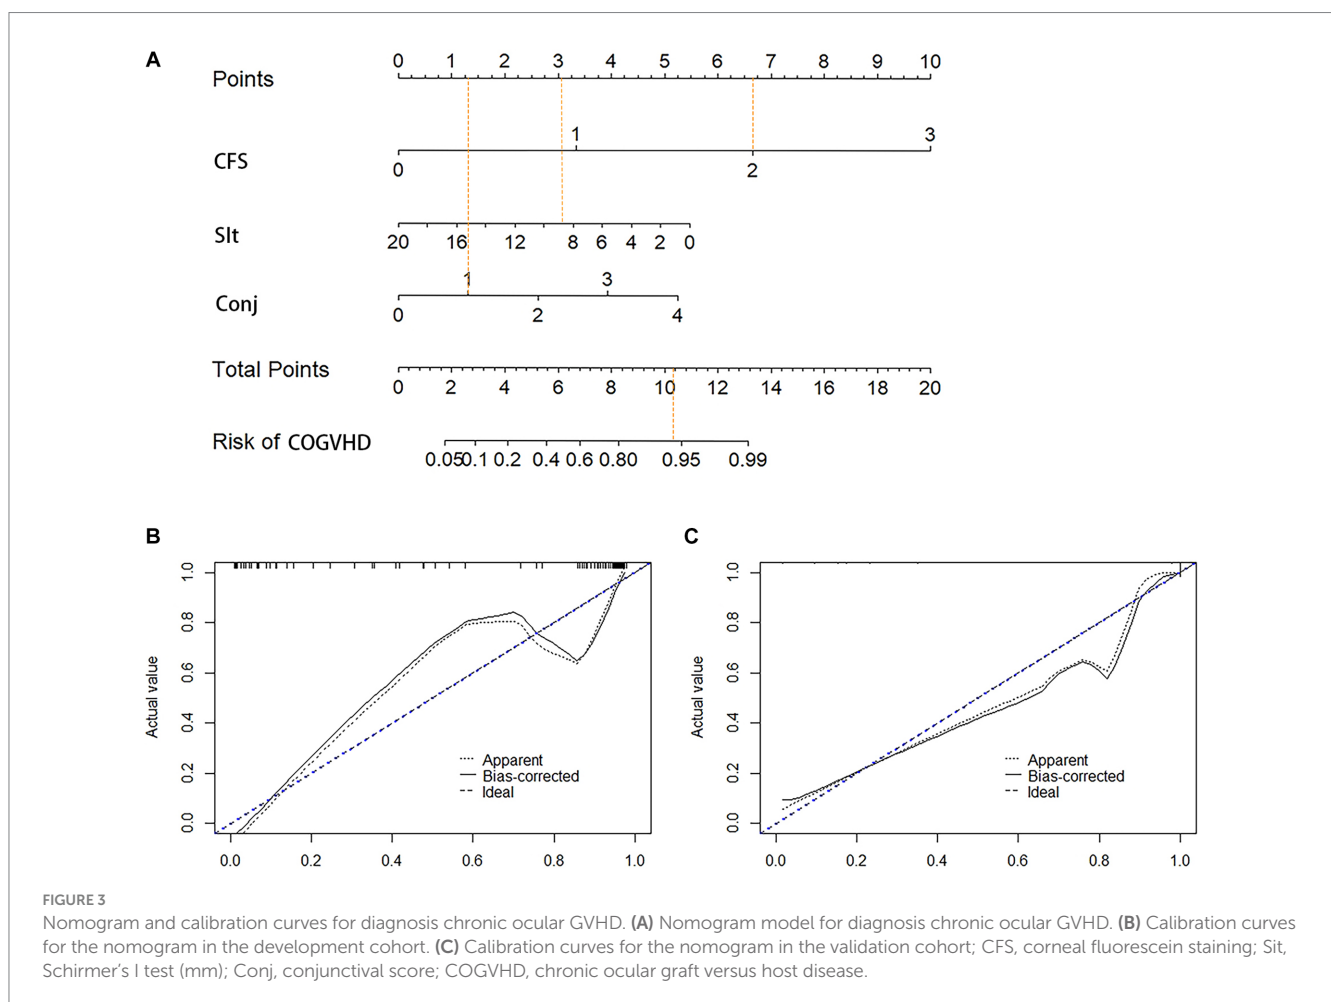 A
0 1 2 3 4 5 6 7 8 9 10
Points
1 3
CFS
0 2
SIt
20 16 12 8 6 4 2 0
1 3
Conj
0 2 4
Total Points
0 2 4 6 8 10 12 14 16 18 20
Risk of COGVHD
0.05 0.1 0.2 0.4 0.6 0.80 0.95 0.99
B
Actual value
0.0 0.2 0.4 0.6 0.8 1.0
Apparent
Bias-corrected
Ideal
0.0 0.2 0.4 0.6 0.8 1.0
C
Actual value
0.0 0.2 0.4 0.6 0.8 1.0
Apparent
Bias-corrected
Ideal
0.0 0.2 0.4 0.6 0.8 1.0
FIGURE 3
Nomogram and calibration curves for diagnosis chronic ocular GVHD. (A) Nomogram model for diagnosis chronic ocular GVHD. (B) Calibration curves
for the nomogram in the development cohort. (C) Calibration curves for the nomogram in the validation cohort; CFS, corneal fluorescein staining; Sit,
Schirmer's I test (mm); Conj, conjunctival score; COGVHD, chronic ocular graft versus host disease.